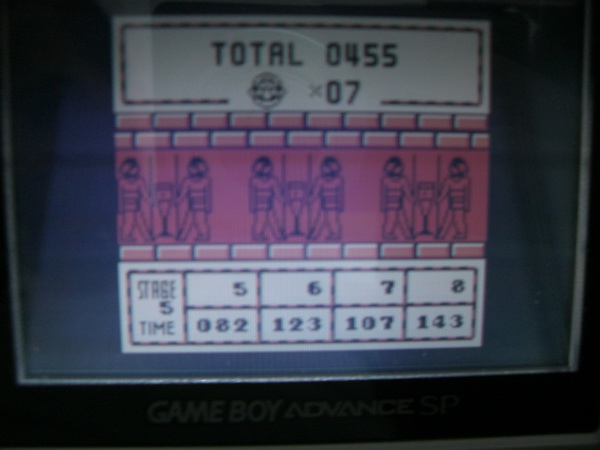 TOTAL 0455
×07
STAGE 5 6 7 8
5
TIME 082 123 107 143
GAME BOY ADVANCE SP